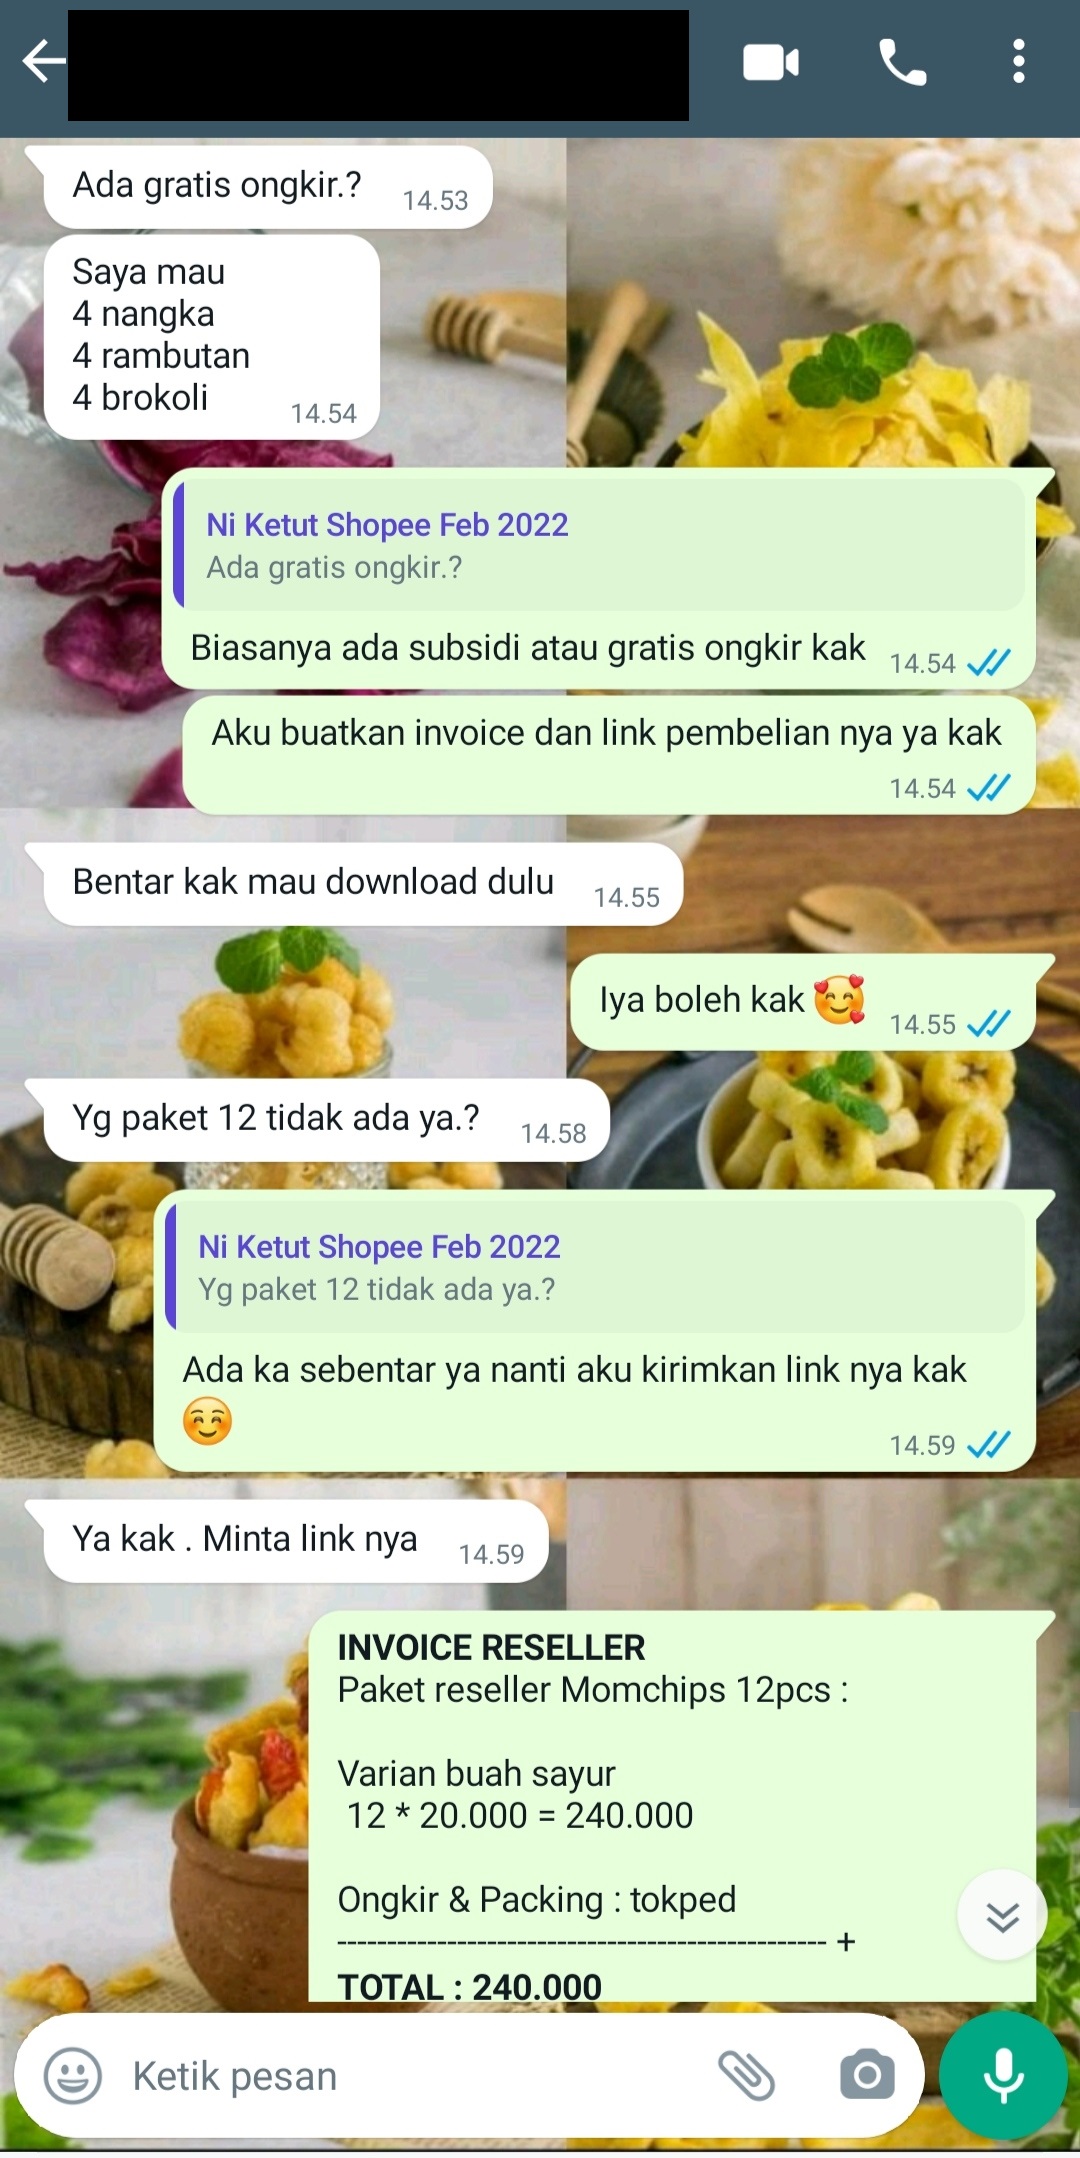 Ada gratis ongkir.? 14.53
Saya mau
4 nangka
4 rambutan
4 brokoli 14.54
Ni Ketut Shopee Feb 2022
Ada gratis ongkir.?
Biasanya ada subsidi atau gratis ongkir kak 14.54
Aku buatkan invoice dan link pembelian nya ya kak
14.54
Bentar kak mau download dulu 14.55
Iya boleh kak 🥰 14.55
Yg paket 12 tidak ada ya.? 14.58
Ni Ketut Shopee Feb 2022
Yg paket 12 tidak ada ya.?
Ada ka sebentar ya nanti aku kirimkan link nya kak
☺️
14.59
Ya kak . Minta link nya 14.59
INVOICE RESELLER
Paket reseller Momchips 12pcs :
Varian buah sayur
12 * 20.000 = 240.000
Ongkir & Packing : tokped
------------------------------------------------- +
TOTAL : 240.000
Ketik pesan